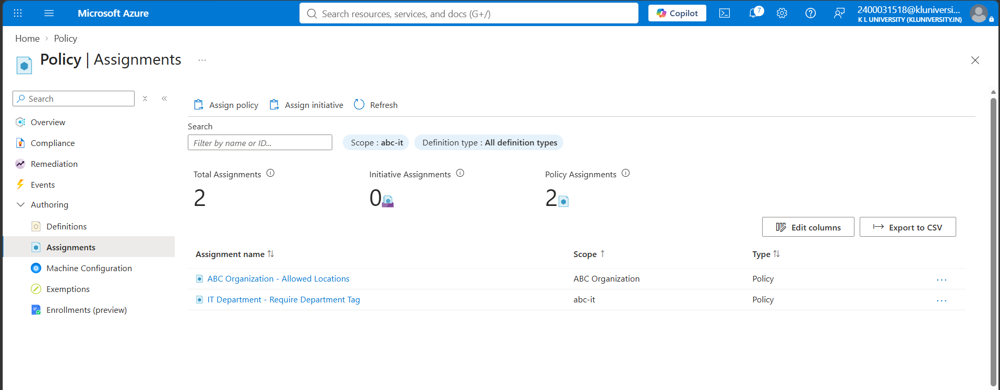 Microsoft Azure
Search resources, services, and docs (G+/)
Copilot
7
2400031518@kluniversi...
K L UNIVERSITY (KLUNIVERSITY.IN)
Home > Policy
Policy | Assignments ...
Search
Overview
Compliance
Remediation
Events
Authoring
Definitions
Assignments
Machine Configuration
Exemptions
Enrollments (preview)
Assign policy Assign initiative Refresh
Search
Filter by name or ID...
Scope : abc-it
Definition type : All definition types
Total Assignments
2
Initiative Assignments
0
Policy Assignments
2
Edit columns
Export to CSV
Assignment name Scope Type
ABC Organization - Allowed Locations ABC Organization Policy ...
IT Department - Require Department Tag abc-it Policy ...